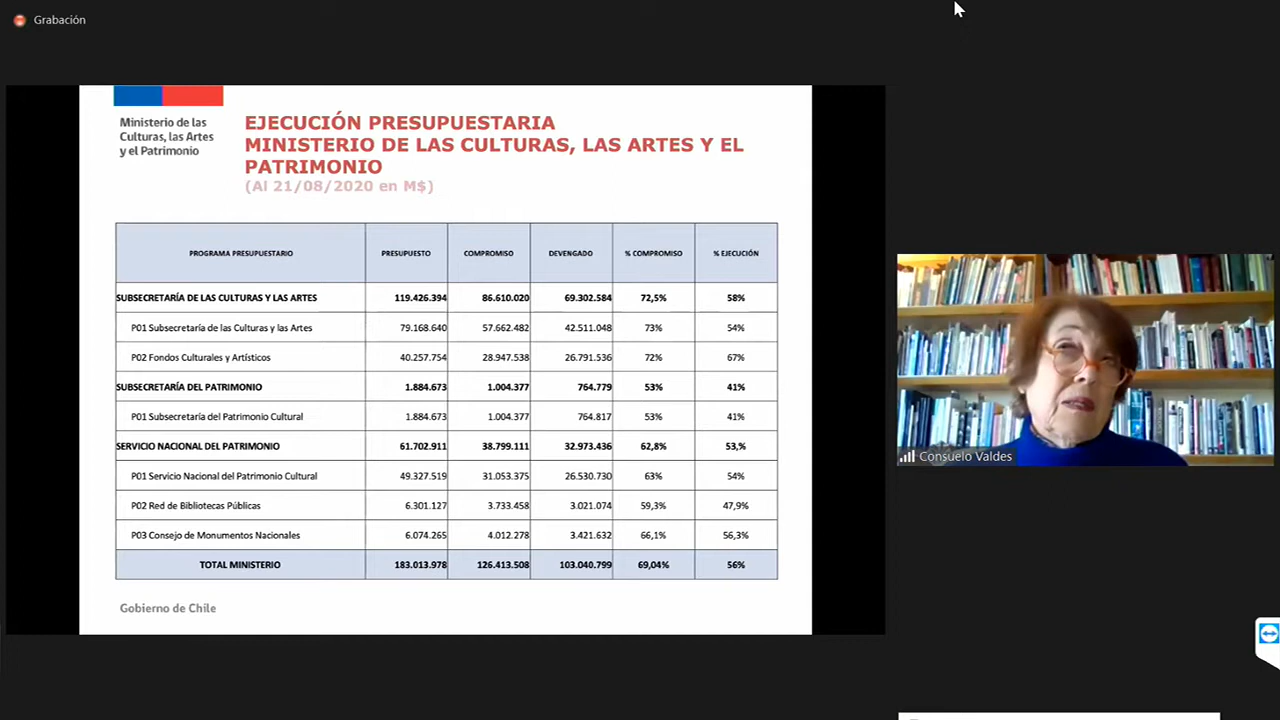 Grabación
Ministerio de las
Culturas, las Artes
y el Patrimonio
EJECUCIÓN PRESUPUESTARIA
MINISTERIO DE LAS CULTURAS, LAS ARTES Y EL
PATRIMONIO
(Al 21/08/2020 en M$)
PROGRAMA PRESUPUESTARIO PRESUPUESTO COMPROMISO DEVENGADO % COMPROMISO % EJECUCIÓN
SUBSECRETARÍA DE LAS CULTURAS Y LAS ARTES 119.426.394 86.610.020 69.302.584 72,5% 58%
P01 Subsecretaría de las Culturas y las Artes 79.168.640 57.662.482 42.511.048 73% 54%
P02 Fondos Culturales y Artísticos 40.257.754 28.947.538 26.791.536 72% 67%
SUBSECRETARÍA DEL PATRIMONIO 1.884.673 1.004.377 764.779 53% 41%
P01 Subsecretaría del Patrimonio Cultural 1.884.673 1.004.377 764.817 53% 41%
SERVICIO NACIONAL DEL PATRIMONIO 61.702.911 38.799.111 32.973.436 62,8% 53,%
P01 Servicio Nacional del Patrimonio Cultural 49.327.519 31.053.375 26.530.730 63% 54%
P02 Red de Bibliotecas Públicas 6.301.127 3.733.458 3.021.074 59,3% 47,9%
P03 Consejo de Monumentos Nacionales 6.074.265 4.012.278 3.421.632 66,1% 56,3%
TOTAL MINISTERIO 183.013.978 126.413.508 103.040.799 69,04% 56%
Gobierno de Chile
Consuelo Valdes